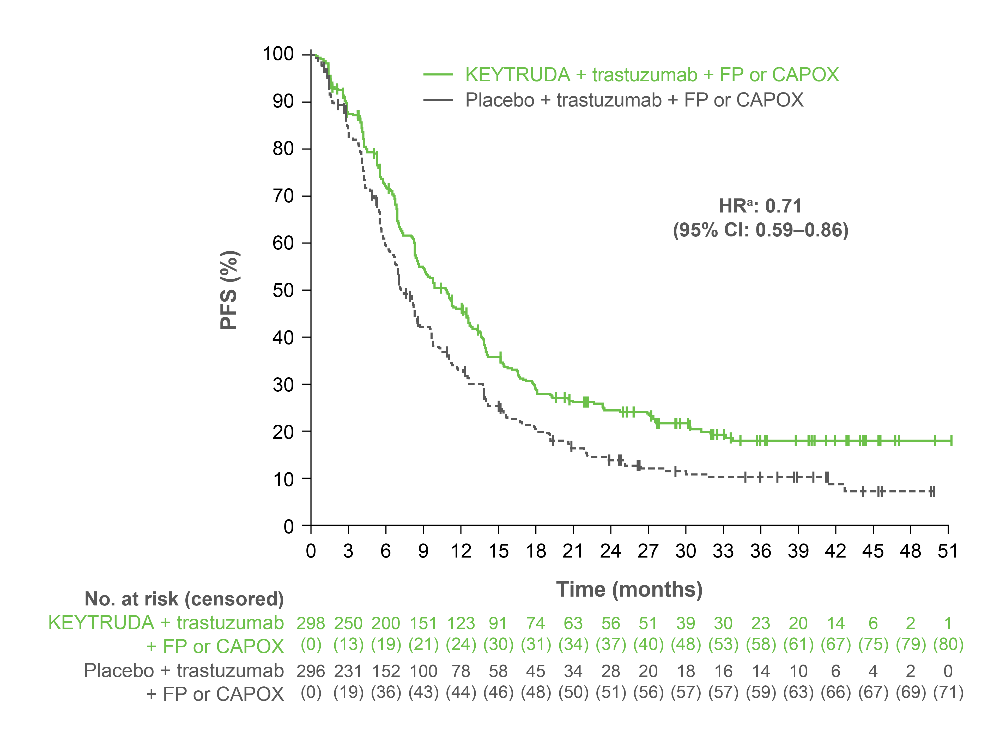 100
90
80
70
60
50
40
30
20
10
0
PFS (%)
KEYTRUDA + trastuzumab + FP or CAPOX
Placebo + trastuzumab + FP or CAPOX
HRᵃ: 0.71
(95% CI: 0.59–0.86)
0 3 6 9 12 15 18 21 24 27 30 33 36 39 42 45 48 51
Time (months)
No. at risk (censored)
KEYTRUDA + trastuzumab 298 250 200 151 123 91 74 63 56 51 39 30 23 20 14 6 2 1
+ FP or CAPOX (0) (13) (19) (21) (24) (30) (31) (34) (37) (40) (48) (53) (58) (61) (67) (75) (79) (80)
Placebo + trastuzumab 296 231 152 100 78 58 45 34 28 20 18 16 14 10 6 4 2 0
+ FP or CAPOX (0) (19) (36) (43) (44) (46) (48) (50) (51) (56) (57) (57) (59) (63) (66) (67) (69) (71)